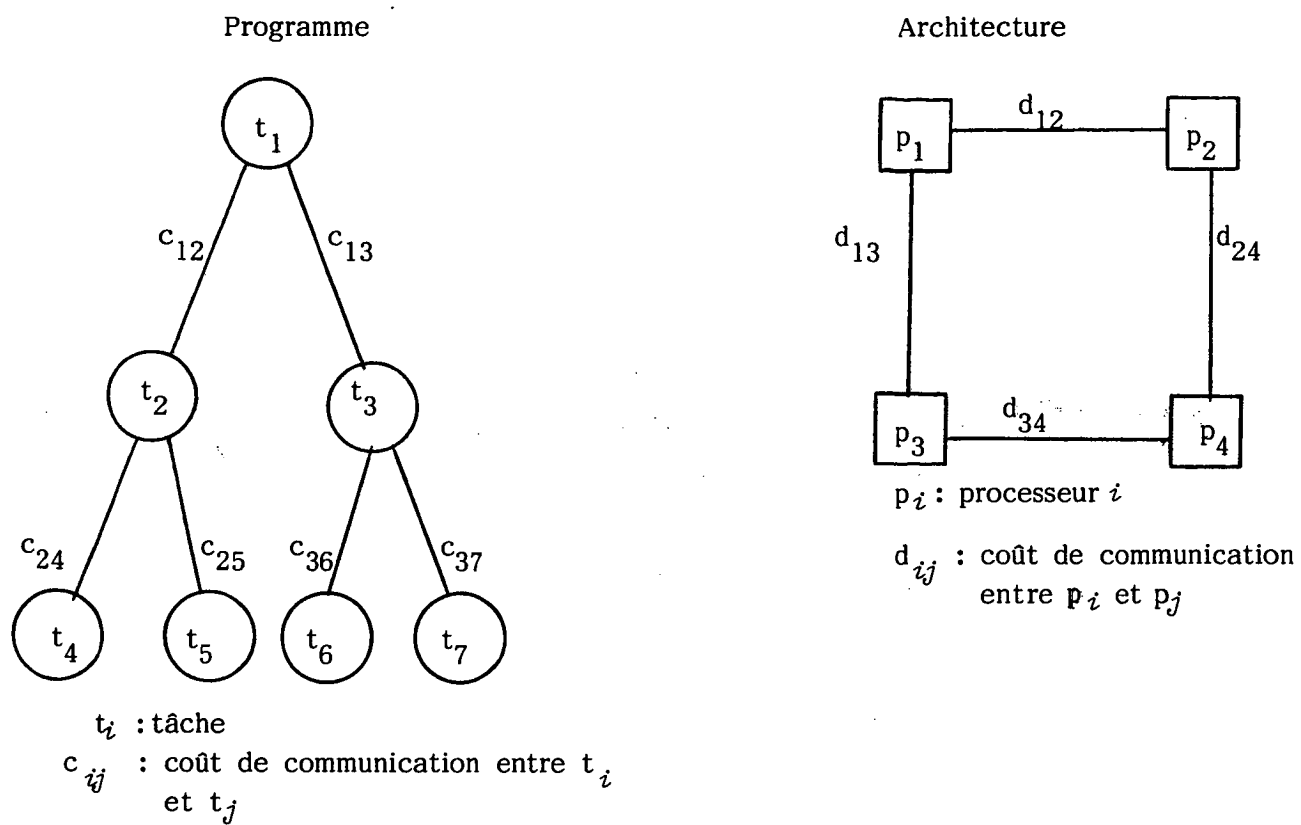 Programme
t1
c12
c13
t2
t3
c24
c25
c36
c37
t4
t5
t6
t7
ti : tâche
cij : coût de communication entre ti
et tj
Architecture
p1
d12
p2
d13
d24
p3
d34
p4
pi : processeur i
dij : coût de communication
entre pi et pj